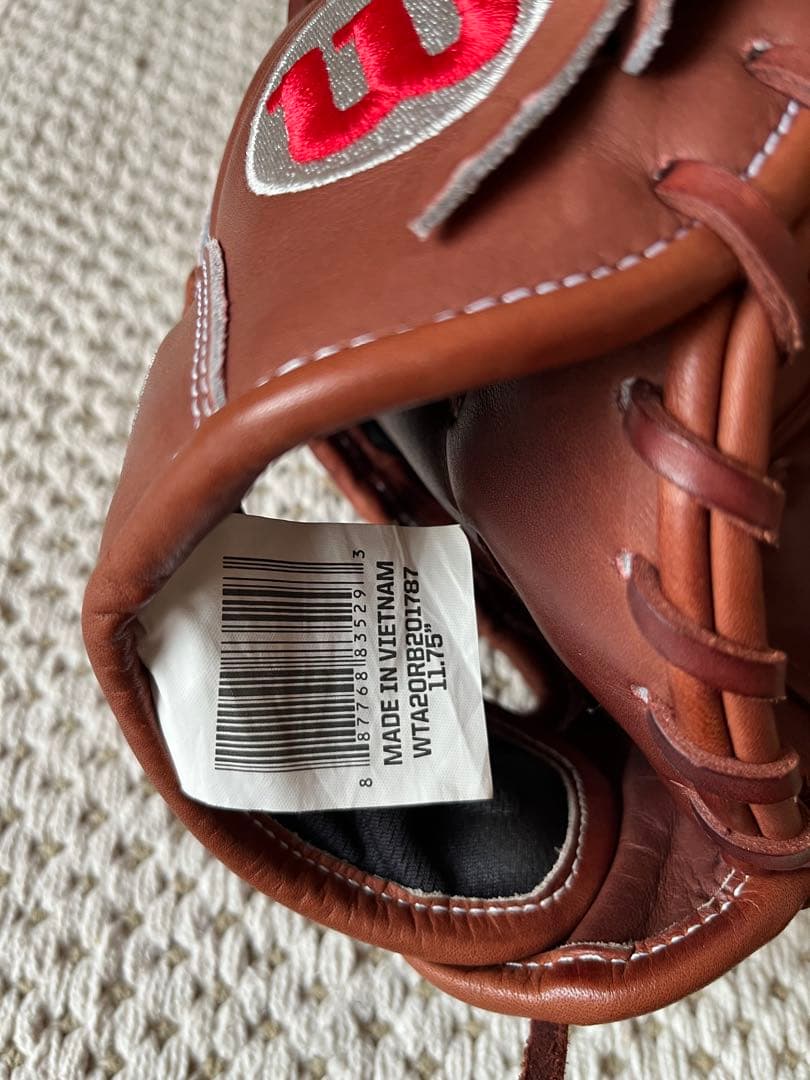 W
8 87768 83529 3
MADE IN VIETNAM
WTA20RB201787
11.75"